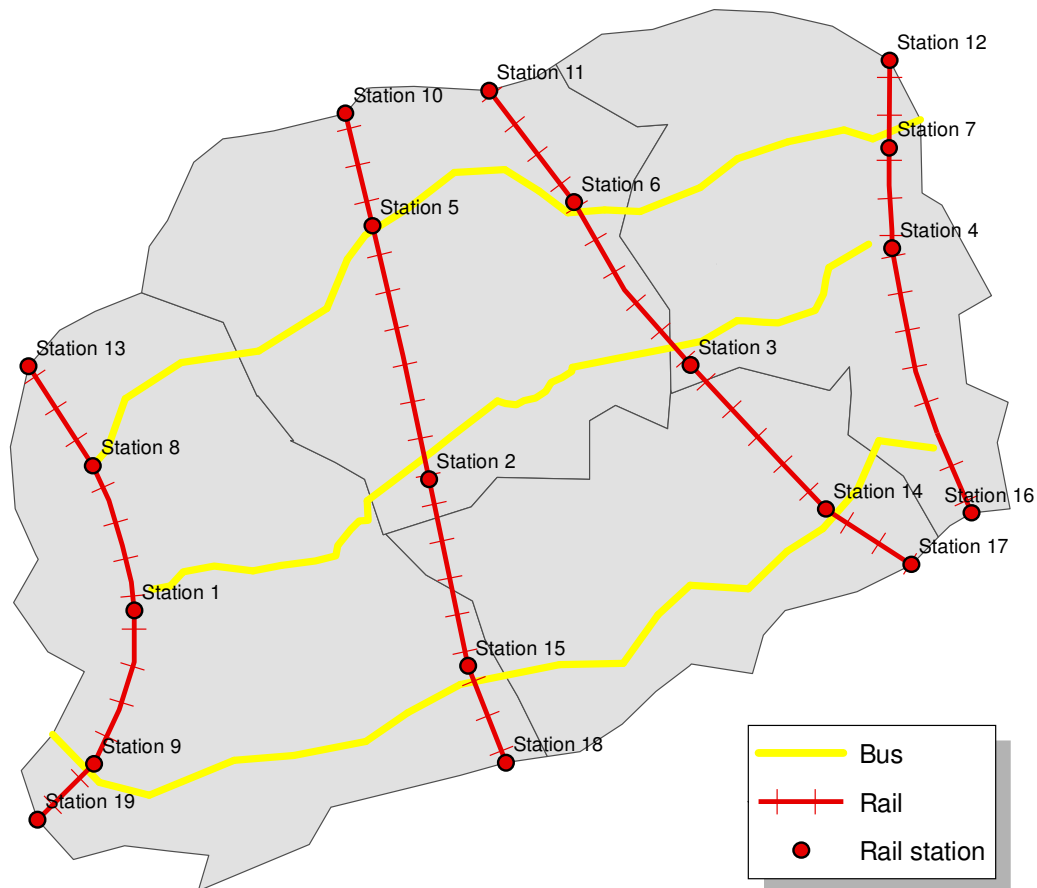 Station 12
Station 11
Station 10
Station 7
Station 6
Station 5
Station 4
Station 3
Station 13
Station 8
Station 2
Station 14
Station 16
Station 17
Station 1
Station 15
Station 9
Station 18
Station 19
Bus
Rail
Rail station